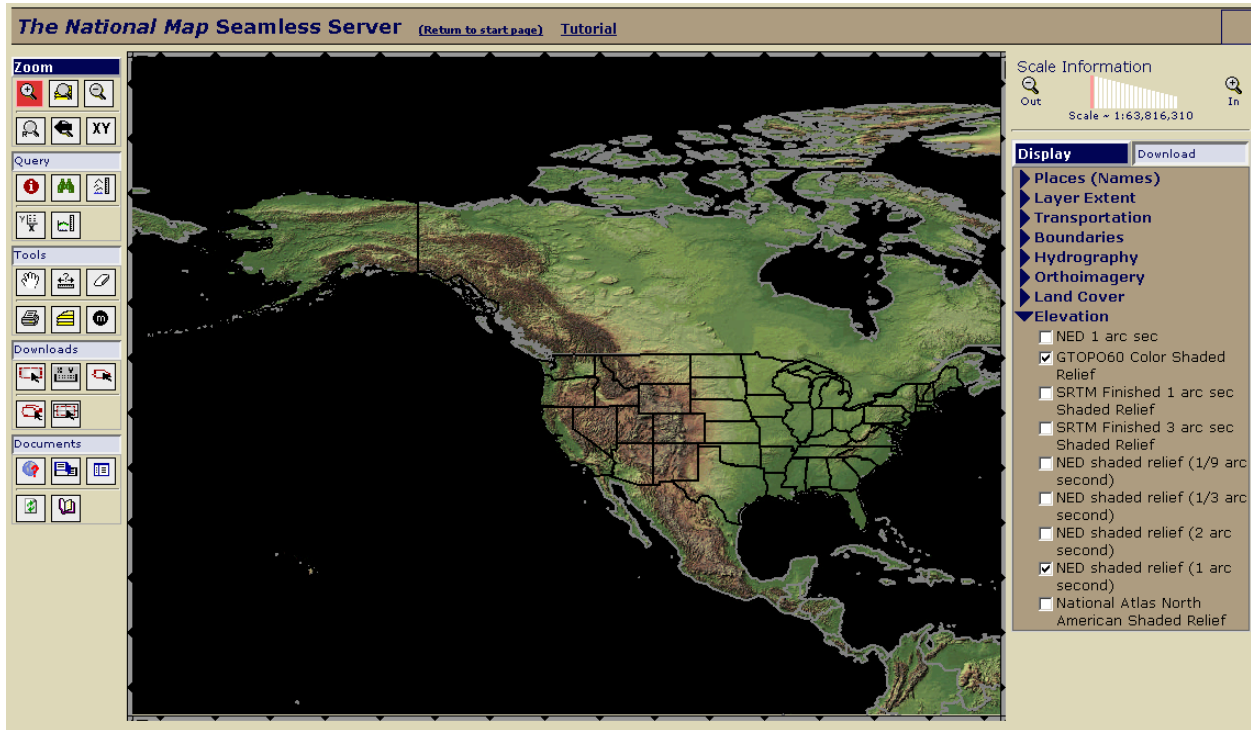 The National Map Seamless Server (Return to start page) Tutorial
Zoom
XY
Query
Tools
Downloads
Documents
Scale Information
Out
In
Scale ~ 1:63,816,310
Display
Download
Places (Names)
Layer Extent
Transportation
Boundaries
Hydrography
Orthoimagery
Land Cover
Elevation
NED 1 arc sec
GTOPO60 Color Shaded
Relief
SRTM Finished 1 arc sec
Shaded Relief
SRTM Finished 3 arc sec
Shaded Relief
NED shaded relief (1/9 arc
second)
NED shaded relief (1/3 arc
second)
NED shaded relief (2 arc
second)
NED shaded relief (1 arc
second)
National Atlas North
American Shaded Relief